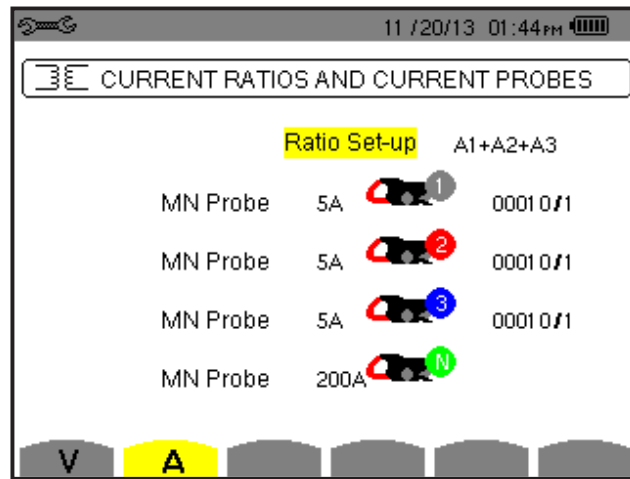 11 /20/13 01:44PM
CURRENT RATIOS AND CURRENT PROBES
Ratio Set-up A1+A2+A3
MN Probe 5A 1 00010/1
MN Probe 5A 2 00010/1
MN Probe 5A 3 00010/1
MN Probe 200A N
V A